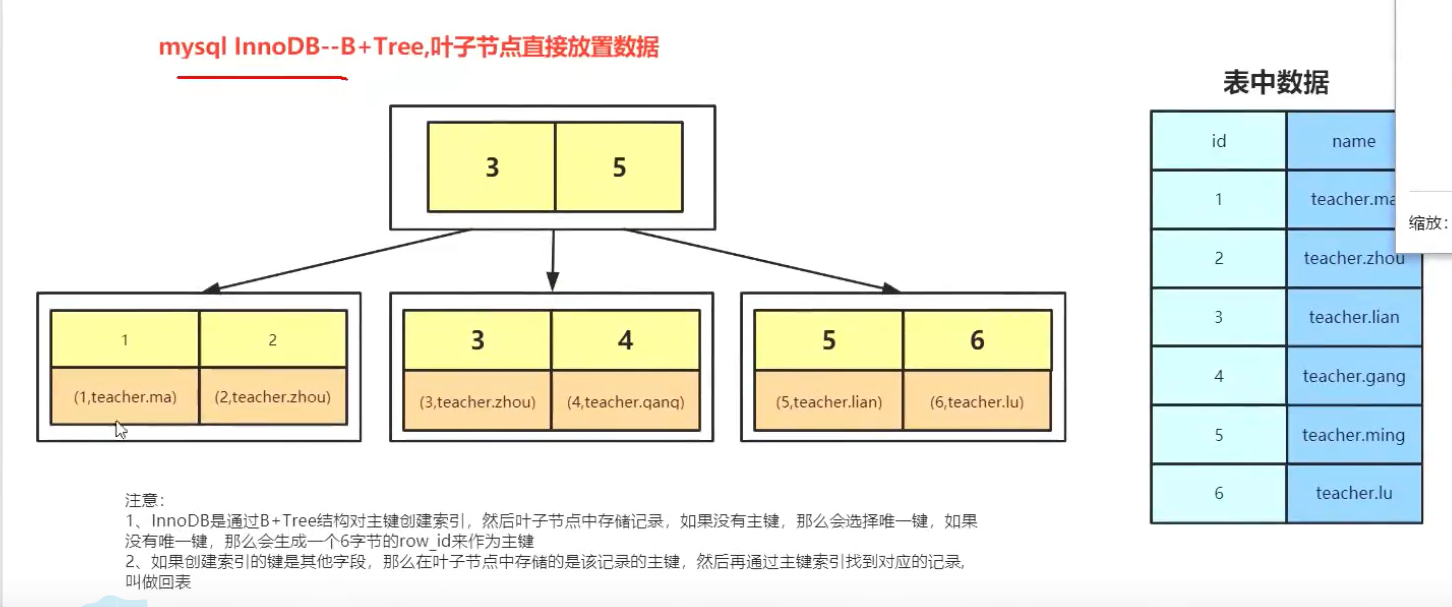 mysql InnoDB--B+Tree,叶子节点直接放置数据
表中数据
3 5
id name
1 teacher.ma
2 teacher.zhou
3 teacher.lian
4 teacher.gang
5 teacher.ming
6 teacher.lu
缩放:
1 2
(1,teacher.ma) (2,teacher.zhou)
3 4
(3,teacher.zhou) (4,teacher.gang)
5 6
(5,teacher.lian) (6,teacher.lu)
注意:
1、InnoDB是通过B+Tree结构对主键创建索引，然后叶子节点中存储记录，如果没有主键，那么会选择唯一键，如果
没有唯一键，那么会生成一个6字节的row_id来作为主键
2、如果创建索引的键是其他字段，那么在叶子节点中存储的是该记录的主键，然后再通过主键索引找到对应的记录,
叫做回表